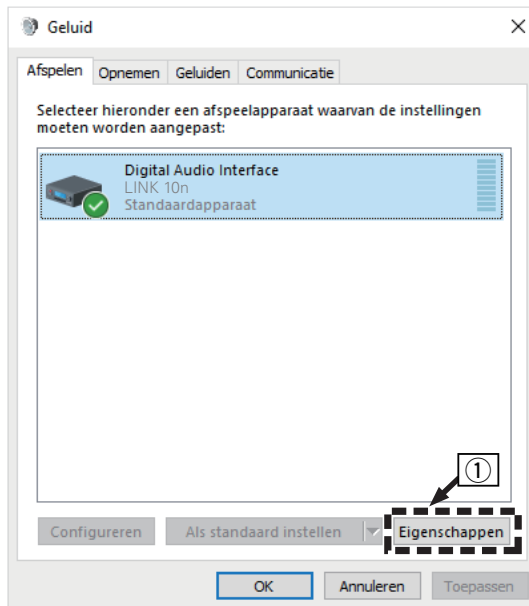 Geluid
Afspelen Opnemen Geluiden Communicatie
Selecteer hieronder een afspeelapparaat waarvan de instellingen
moeten worden aangepast:
Digital Audio Interface
LINK 10n
Standaardapparaat
①
Configureren Als standaard instellen Eigenschappen
OK Annuleren Toepassen